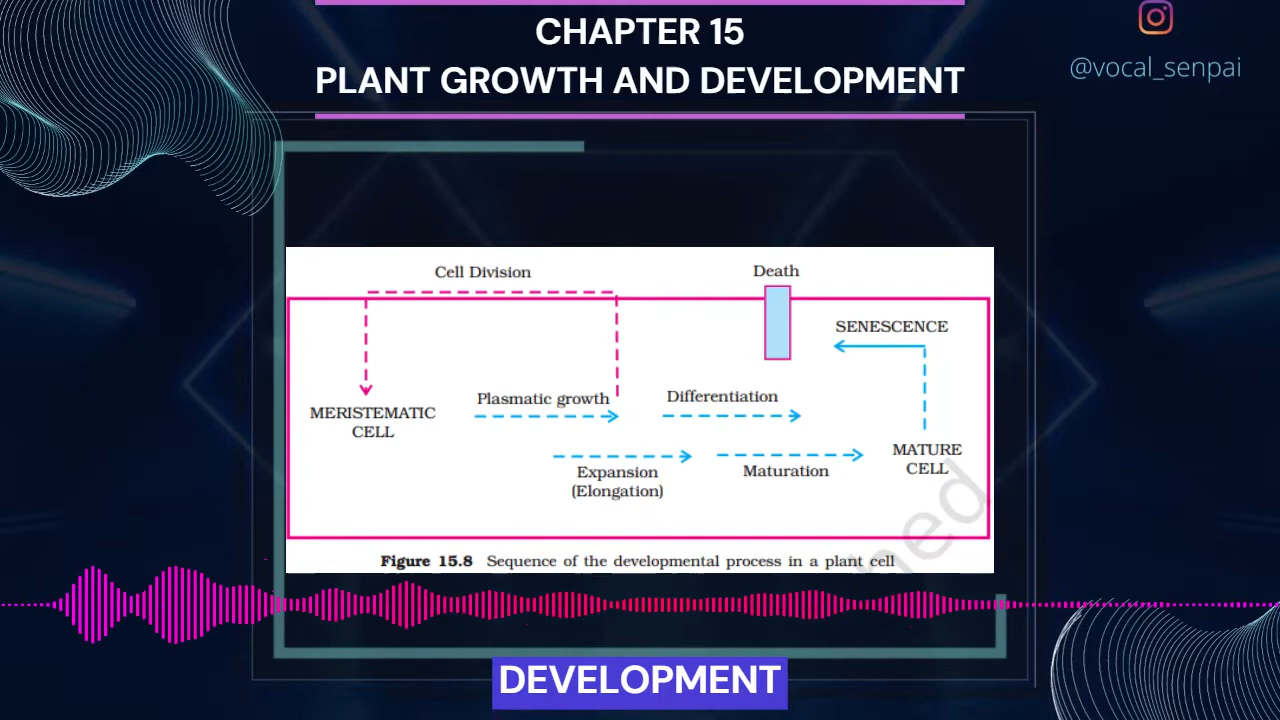 CHAPTER 15
PLANT GROWTH AND DEVELOPMENT
@vocal_senpai
Cell Division
Death
SENESCENCE
Plasmatic growth
Differentiation
MERISTEMATIC
CELL
Expansion
(Elongation)
Maturation
MATURE
CELL
Figure 15.8 Sequence of the developmental process in a plant cell
DEVELOPMENT